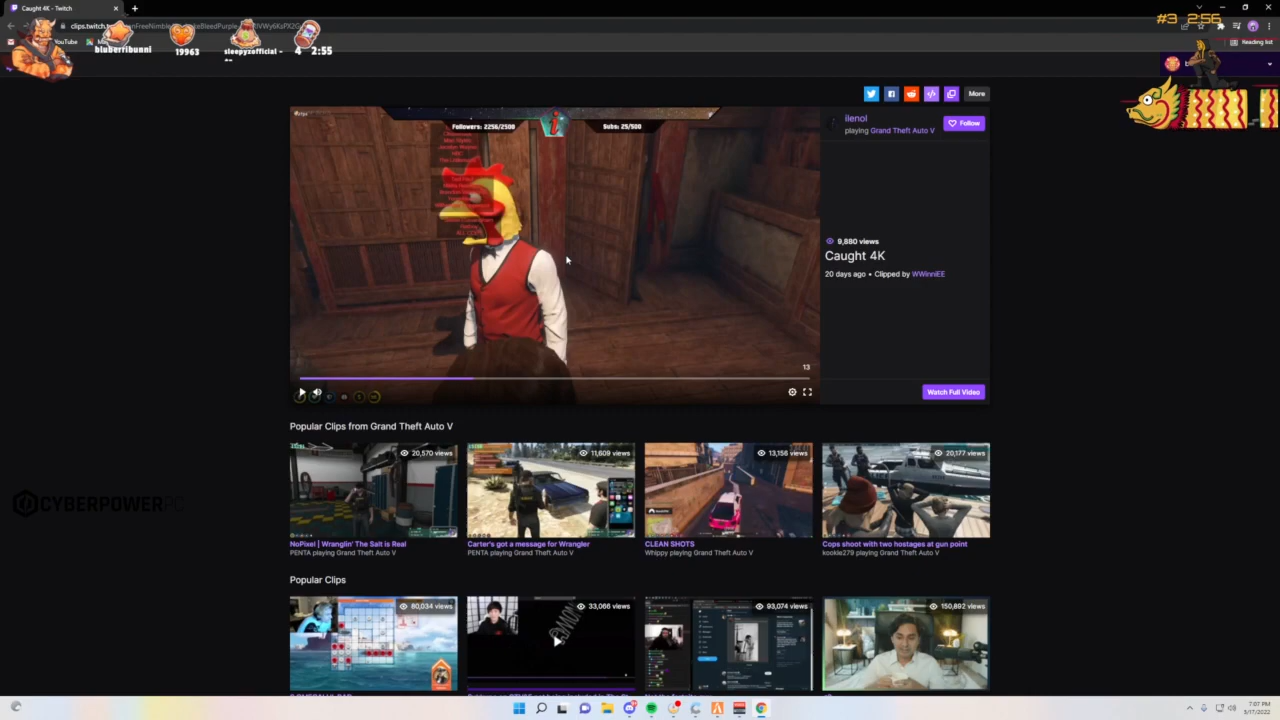 Caught 4K - Twitch
clips.twitch.t
#3 2:56
YouTube
bluberribunni
19963
sleepyzofficial -
--
4 2:55
Reading list
More
Followers: 2256/2500
Subs: 25/500
ilenol
playing Grand Theft Auto V
Follow
9,880 views
Caught 4K
20 days ago • Clipped by WWinniEE
13
Watch Full Video
Popular Clips from Grand Theft Auto V
20,570 views
11,609 views
13,156 views
20,177 views
CYBERPOWERPC
NoPixel | Wranglin' The Salt is Real
PENTA playing Grand Theft Auto V
Carter's got a message for Wrangler
PENTA playing Grand Theft Auto V
CLEAN SHOTS
Whippy playing Grand Theft Auto V
Cops shoot with two hostages at gun point
kookie279 playing Grand Theft Auto V
Popular Clips
80,034 views
33,066 views
93,074 views
150,892 views
7:07 PM
5/17/2022